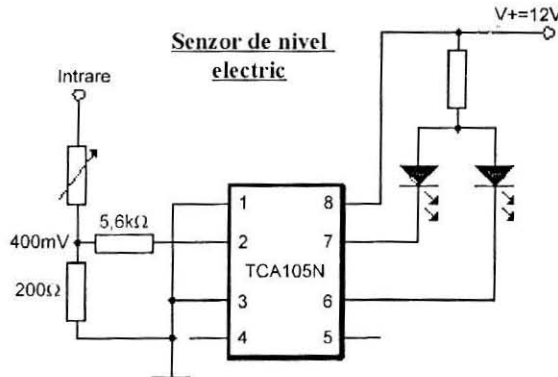 Senzor de nivel
electric
V+=12V
Intrare
5,6kΩ
400mV
200Ω
TCA105N
1
2
3
4
8
7
6
5